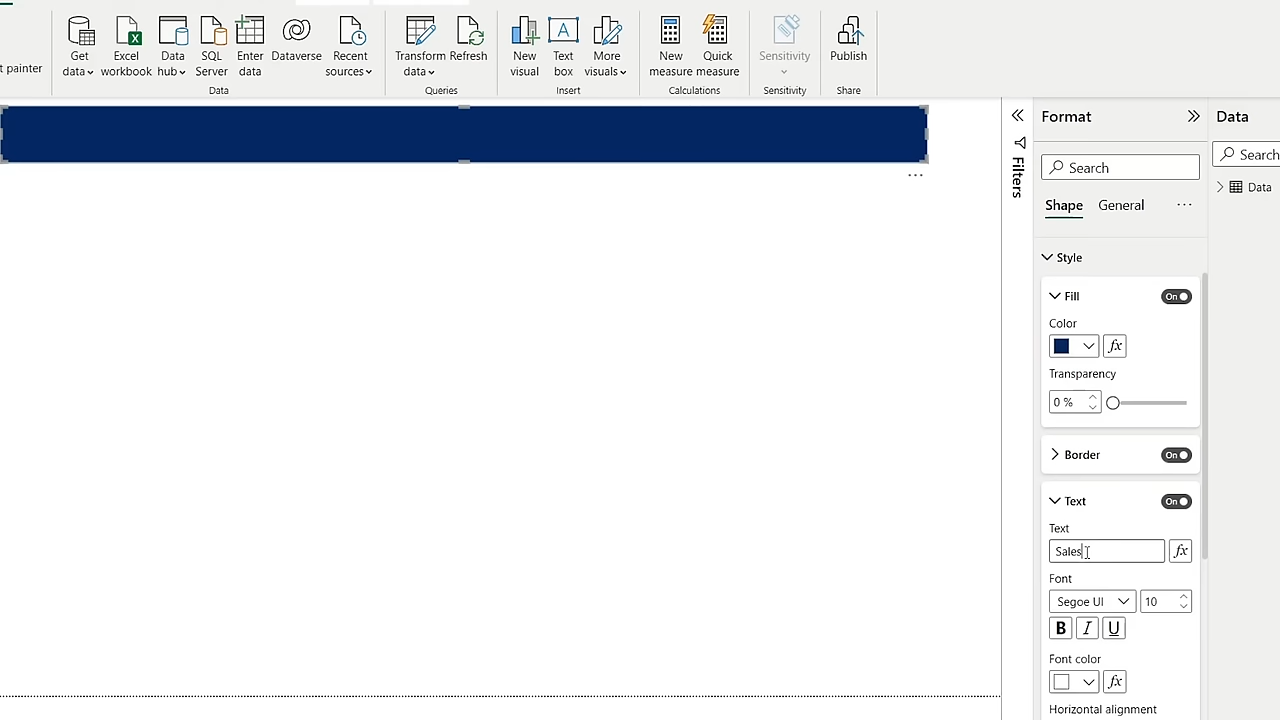 t painter
Get data
Excel workbook
Data hub
SQL Server
Enter data
Dataverse
Recent sources
Transform data
Refresh
New visual
Text box
More visuals
New measure
Quick measure
Sensitivity
Publish
Data
Queries
Insert
Calculations
Sensitivity
Share
Filters
Format
Search
Shape
General
Style
Fill
On
Color
fx
Transparency
0 %
Border
On
Text
On
Text
Sales
fx
Font
Segoe UI
10
B I U
Font color
fx
Horizontal alignment
Data
Search
Data